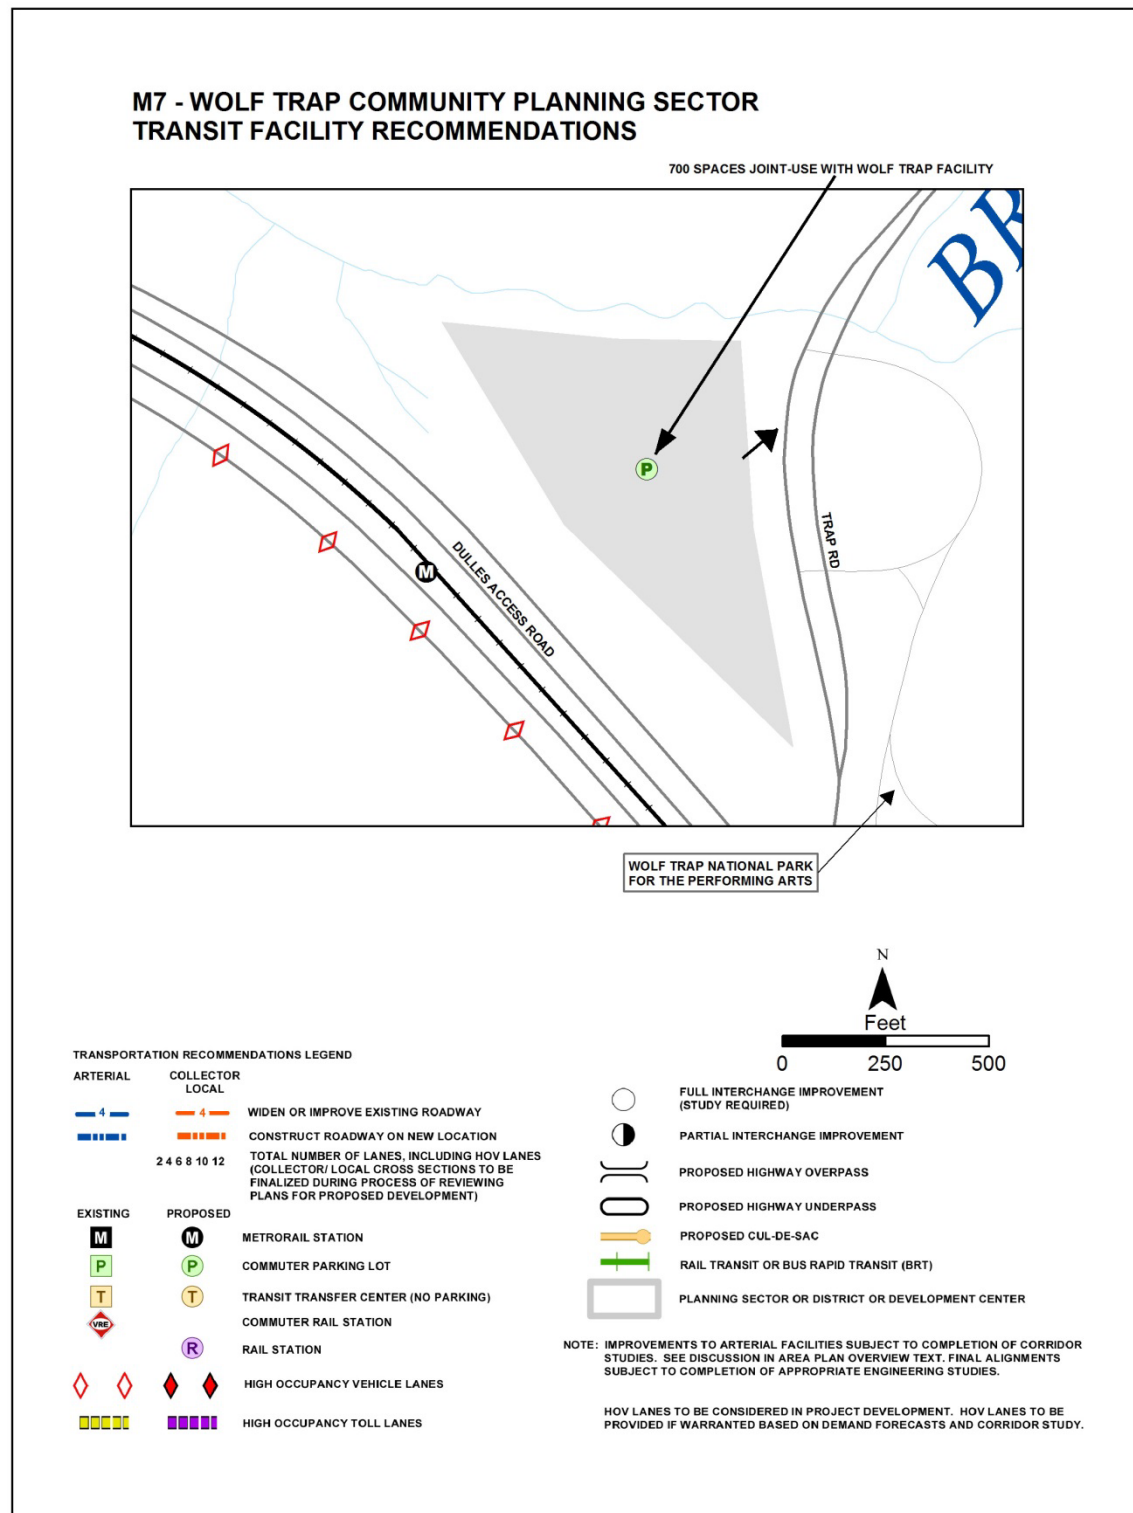 M7 - WOLF TRAP COMMUNITY PLANNING SECTOR
TRANSIT FACILITY RECOMMENDATIONS
700 SPACES JOINT-USE WITH WOLF TRAP FACILITY
BR
P
TRAP RD
DULLES ACCESS ROAD
M
WOLF TRAP NATIONAL PARK
FOR THE PERFORMING ARTS
N
Feet
0 250 500
TRANSPORTATION RECOMMENDATIONS LEGEND
ARTERIAL COLLECTOR
LOCAL
4 4 WIDEN OR IMPROVE EXISTING ROADWAY
CONSTRUCT ROADWAY ON NEW LOCATION
2 4 6 8 10 12 TOTAL NUMBER OF LANES, INCLUDING HOV LANES
(COLLECTOR/ LOCAL CROSS SECTIONS TO BE
FINALIZED DURING PROCESS OF REVIEWING
PLANS FOR PROPOSED DEVELOPMENT)
EXISTING PROPOSED
M M METRORAIL STATION
P P COMMUTER PARKING LOT
T T TRANSIT TRANSFER CENTER (NO PARKING)
VRE COMMUTER RAIL STATION
R RAIL STATION
HIGH OCCUPANCY VEHICLE LANES
HIGH OCCUPANCY TOLL LANES
FULL INTERCHANGE IMPROVEMENT
(STUDY REQUIRED)
PARTIAL INTERCHANGE IMPROVEMENT
PROPOSED HIGHWAY OVERPASS
PROPOSED HIGHWAY UNDERPASS
PROPOSED CUL-DE-SAC
RAIL TRANSIT OR BUS RAPID TRANSIT (BRT)
PLANNING SECTOR OR DISTRICT OR DEVELOPMENT CENTER
NOTE: IMPROVEMENTS TO ARTERIAL FACILITIES SUBJECT TO COMPLETION OF CORRIDOR
STUDIES. SEE DISCUSSION IN AREA PLAN OVERVIEW TEXT. FINAL ALIGNMENTS
SUBJECT TO COMPLETION OF APPROPRIATE ENGINEERING STUDIES.
HOV LANES TO BE CONSIDERED IN PROJECT DEVELOPMENT. HOV LANES TO BE
PROVIDED IF WARRANTED BASED ON DEMAND FORECASTS AND CORRIDOR STUDY.